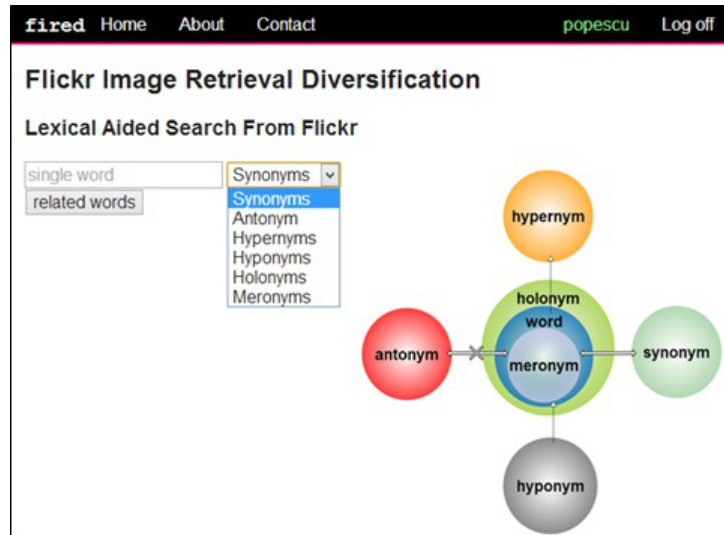 fired Home About Contact popescu Log off
Flickr Image Retrieval Diversification
Lexical Aided Search From Flickr
single word Synonyms
related words
Synonyms
Antonym
Hypernyms
Hyponyms
Holonyms
Meronyms
hypernym
holonym
word
antonym
meronym
synonym
hyponym